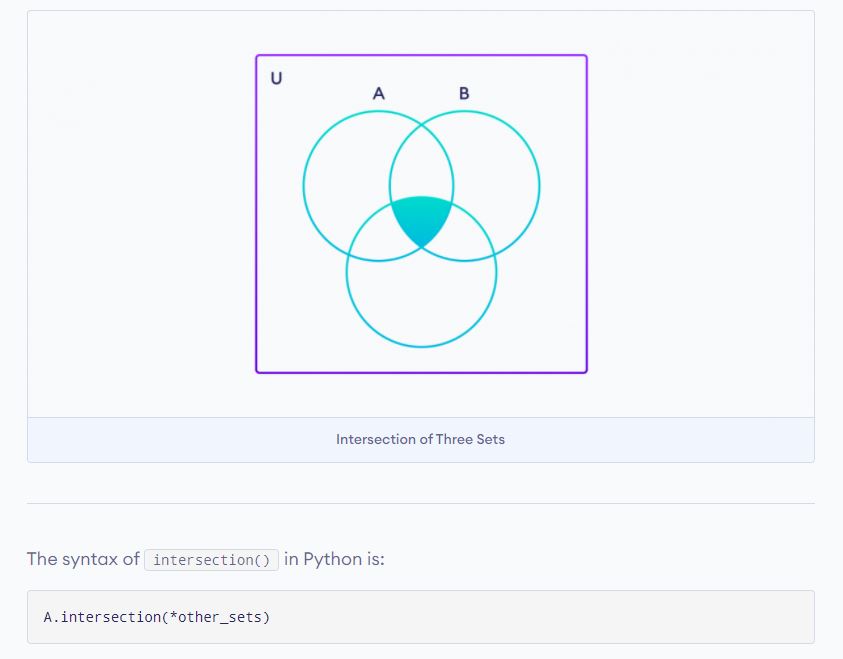 U
A B
Intersection of Three Sets
The syntax of intersection() in Python is:
A.intersection(*other_sets)